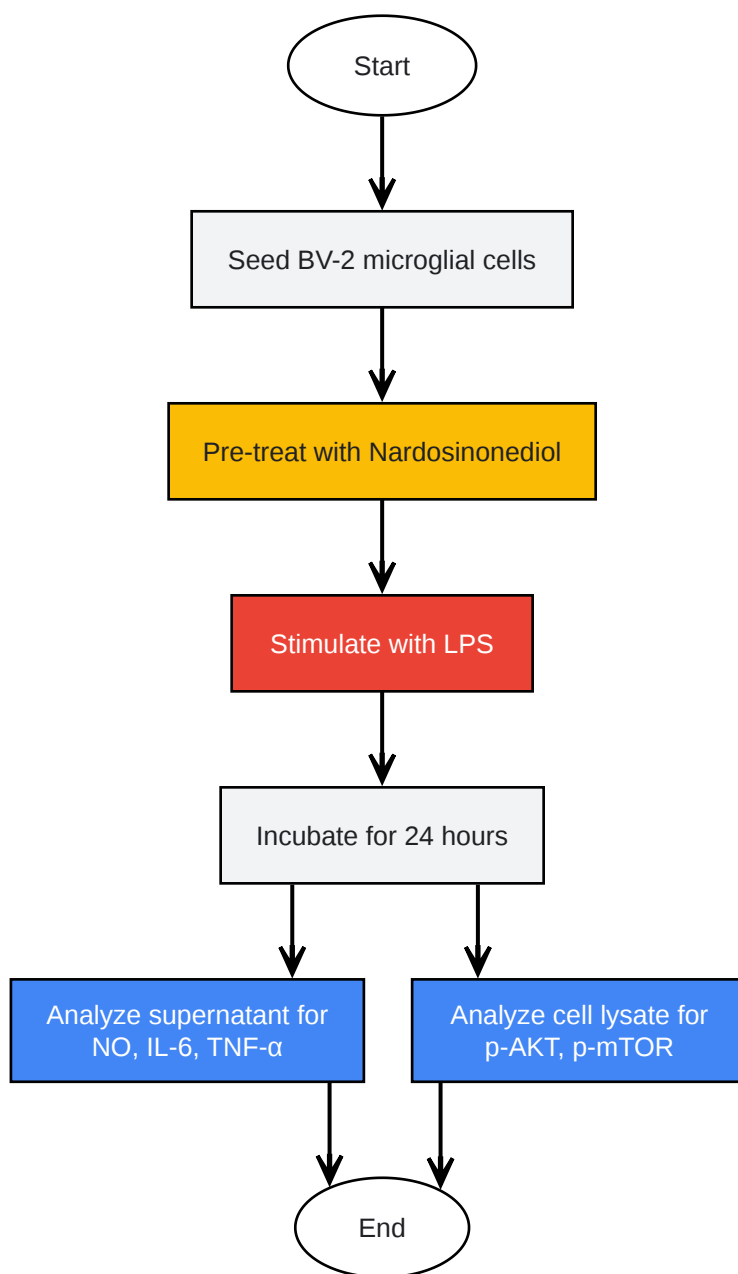 Start
Seed BV-2 microglial cells
Pre-treat with Nardosinonediol
Stimulate with LPS
Incubate for 24 hours
Analyze supernatant for
NO, IL-6, TNF-α
Analyze cell lysate for
p-AKT, p-mTOR
End